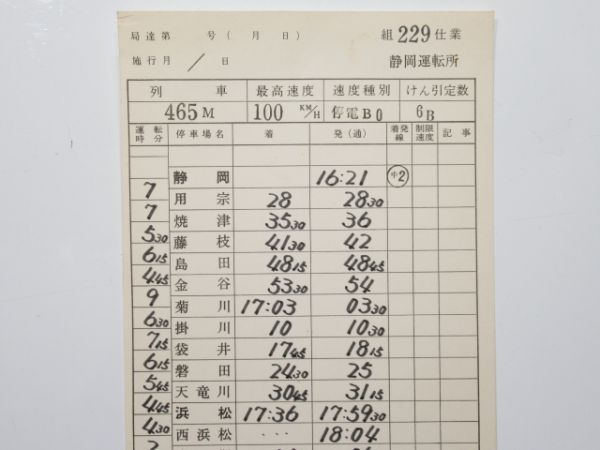 局達第 号( 月 日) 組 229 仕業
施行月 / 日 静岡運転所
列 車 最高速度 速度種別 けん引定数
465M 100 KM/H 停電B0 6B
運転時分 停車場名 着 発(通) 着発線 制限速度 記事
静岡 16:21 中2
7 用宗 28 28 30
7 焼津 35 30 36
5 30 藤枝 41 30 42
6 15 島田 48 15 48 45
4 45 金谷 53 30 54
9 菊川 17:03 03 30
6 30 掛川 10 10 30
7 15 袋井 17 45 18 15
6 15 磐田 24 30 25
5 45 天竜川 30 45 31 15
4 45 浜松 17:36 17:59 30
4 30 西浜松 ... 18:04